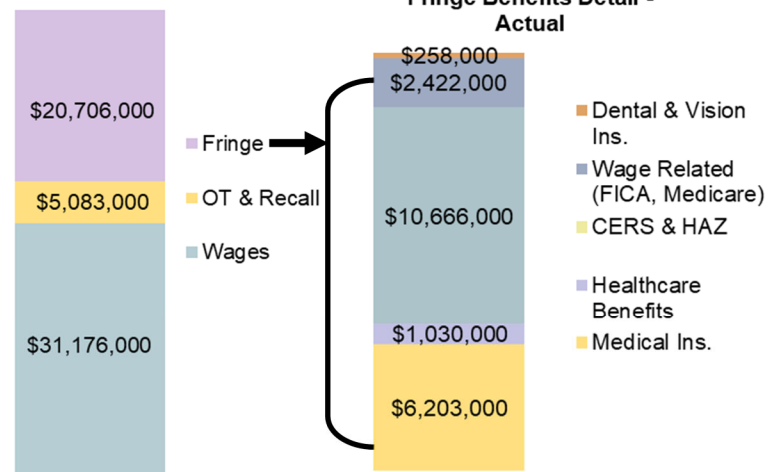 Fringe Benefits Detail -
Actual
$20,706,000
$5,083,000
$31,176,000
Fringe
OT & Recall
Wages
$258,000
$2,422,000
$10,666,000
$1,030,000
$6,203,000
Dental & Vision
Ins.
Wage Related
(FICA, Medicare)
CERS & HAZ
Healthcare
Benefits
Medical Ins.